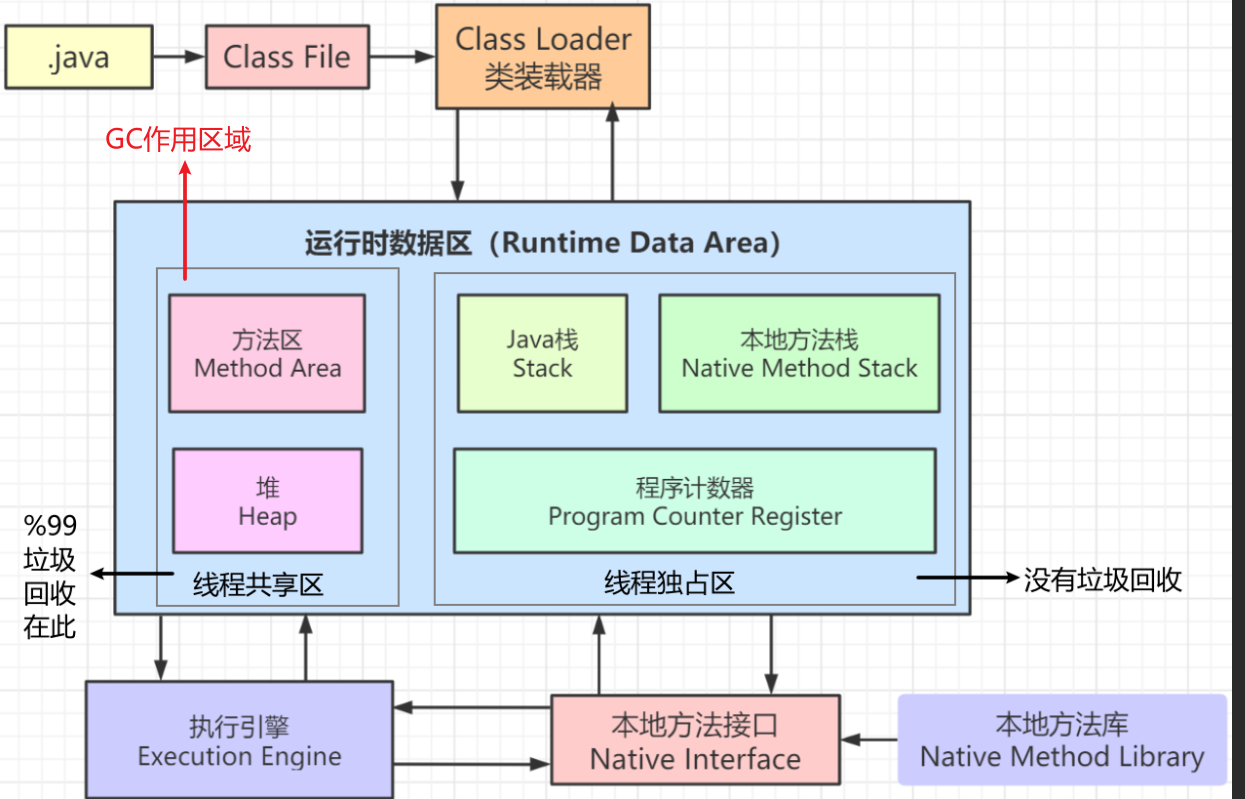 .java
Class File
Class Loader
类装载器
GC作用区域
运行时数据区（Runtime Data Area）
方法区
Method Area
Java栈
Stack
本地方法栈
Native Method Stack
堆
Heap
程序计数器
Program Counter Register
%99
垃圾
回收
在此
线程共享区
线程独占区
没有垃圾回收
执行引擎
Execution Engine
本地方法接口
Native Interface
本地方法库
Native Method Library